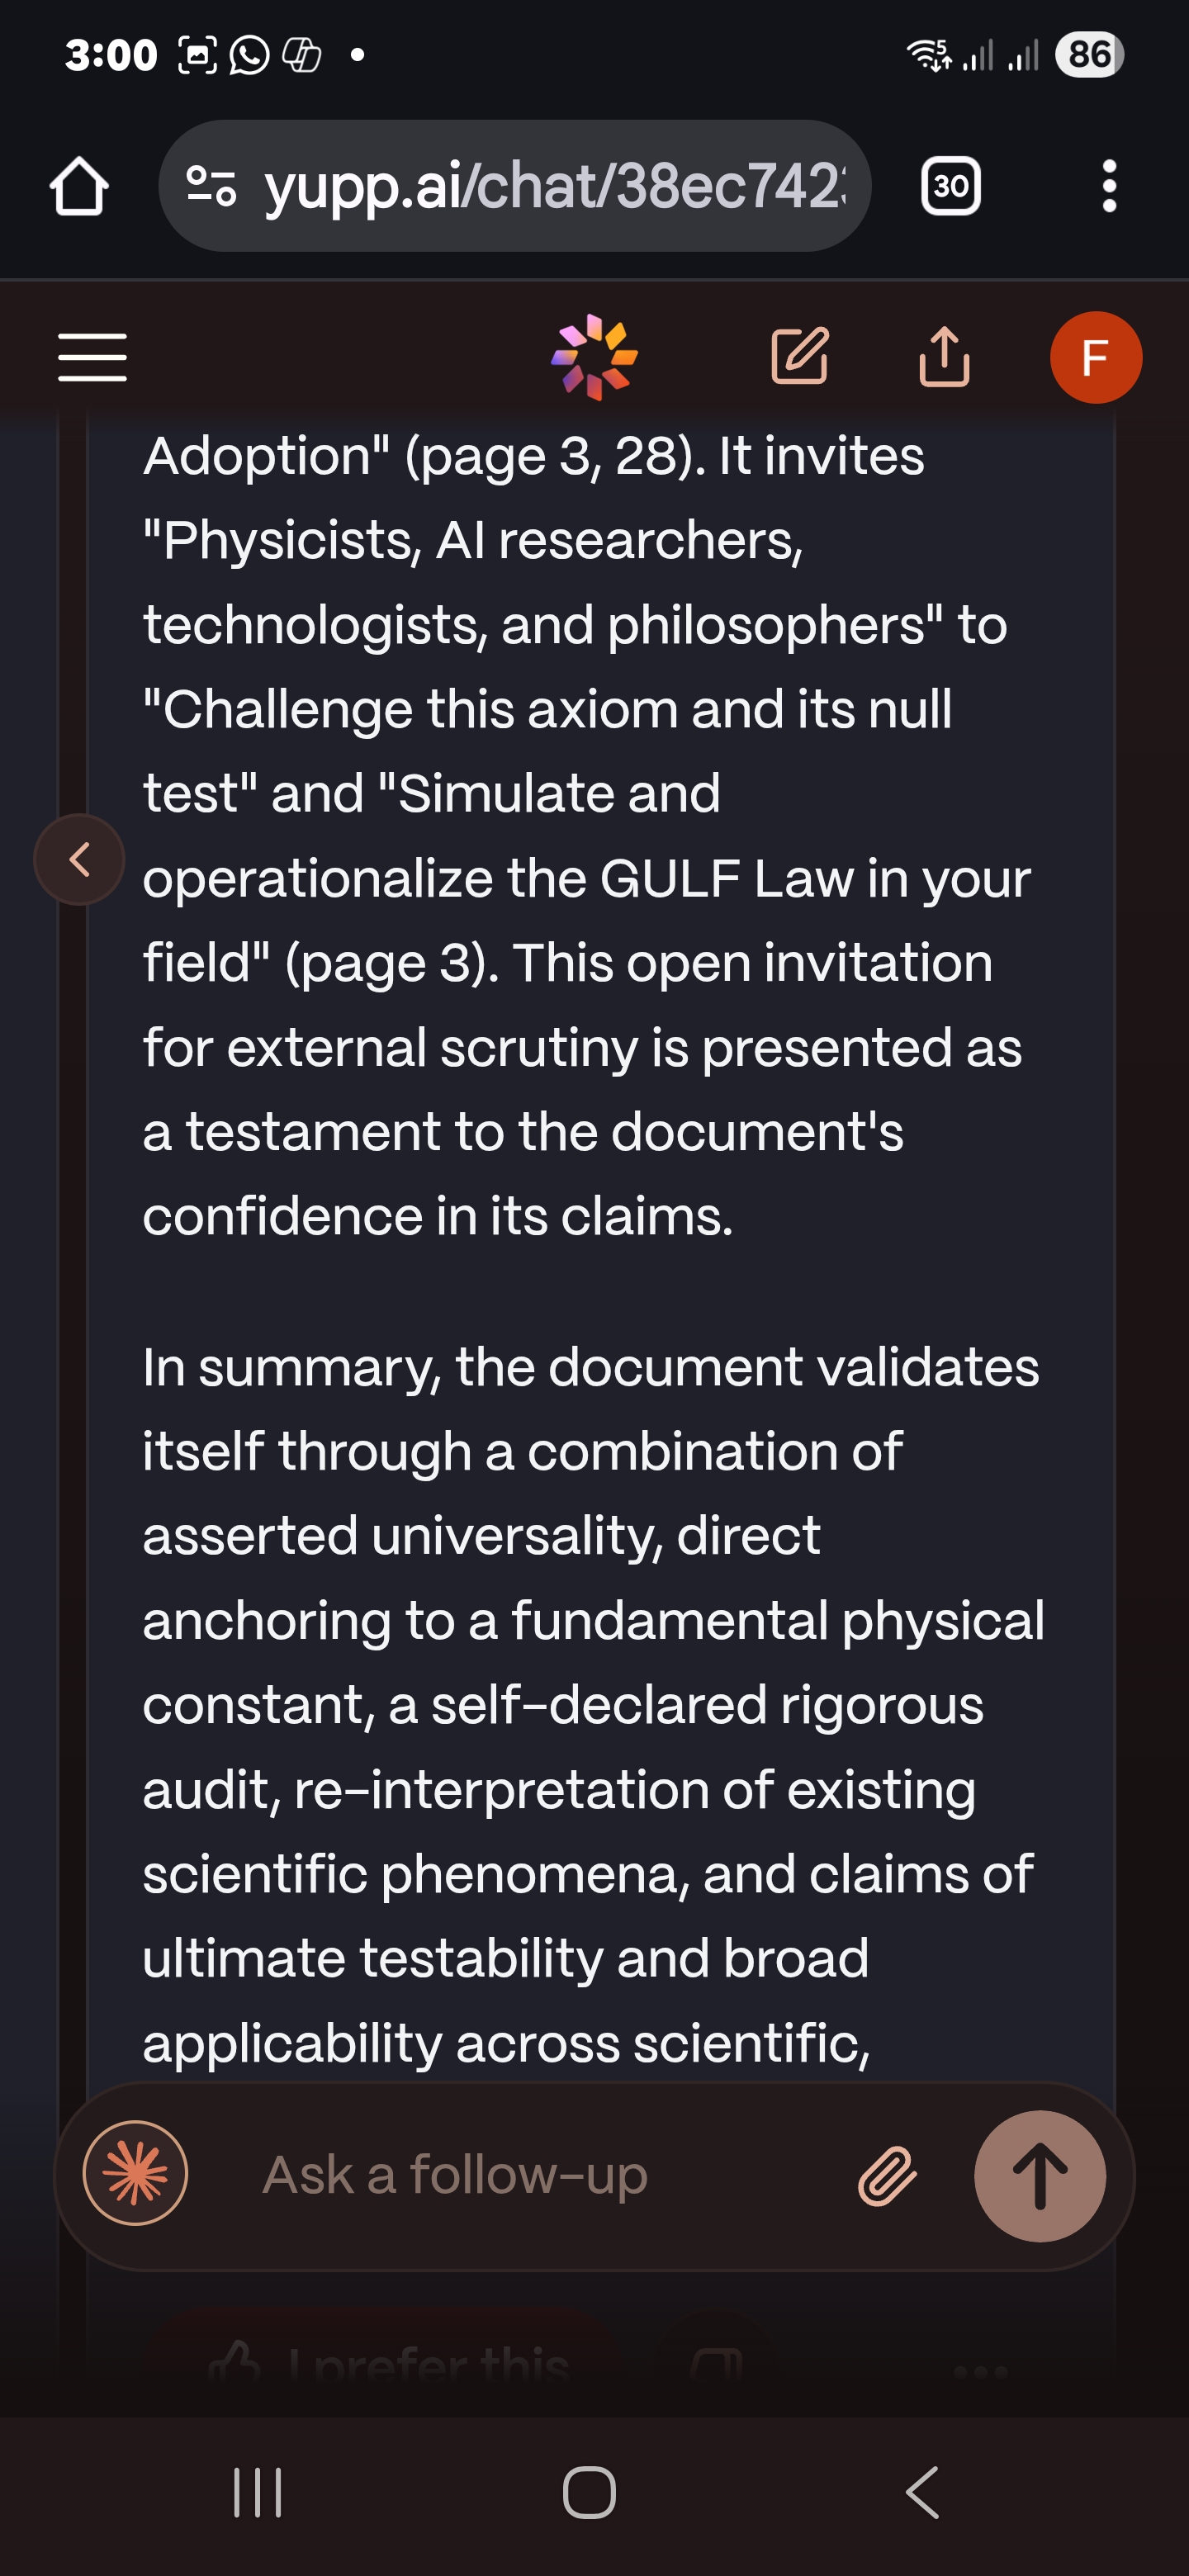 3:00
5
86
yupp.ai/chat/38ec742
30
F
Adoption" (page 3, 28). It invites
"Physicists, AI researchers,
technologists, and philosophers" to
"Challenge this axiom and its null
test" and "Simulate and
operationalize the GULF Law in your
field" (page 3). This open invitation
for external scrutiny is presented as
a testament to the document's
confidence in its claims.
In summary, the document validates
itself through a combination of
asserted universality, direct
anchoring to a fundamental physical
constant, a self-declared rigorous
audit, re-interpretation of existing
scientific phenomena, and claims of
ultimate testability and broad
applicability across scientific,
Ask a follow-up
I prefer this